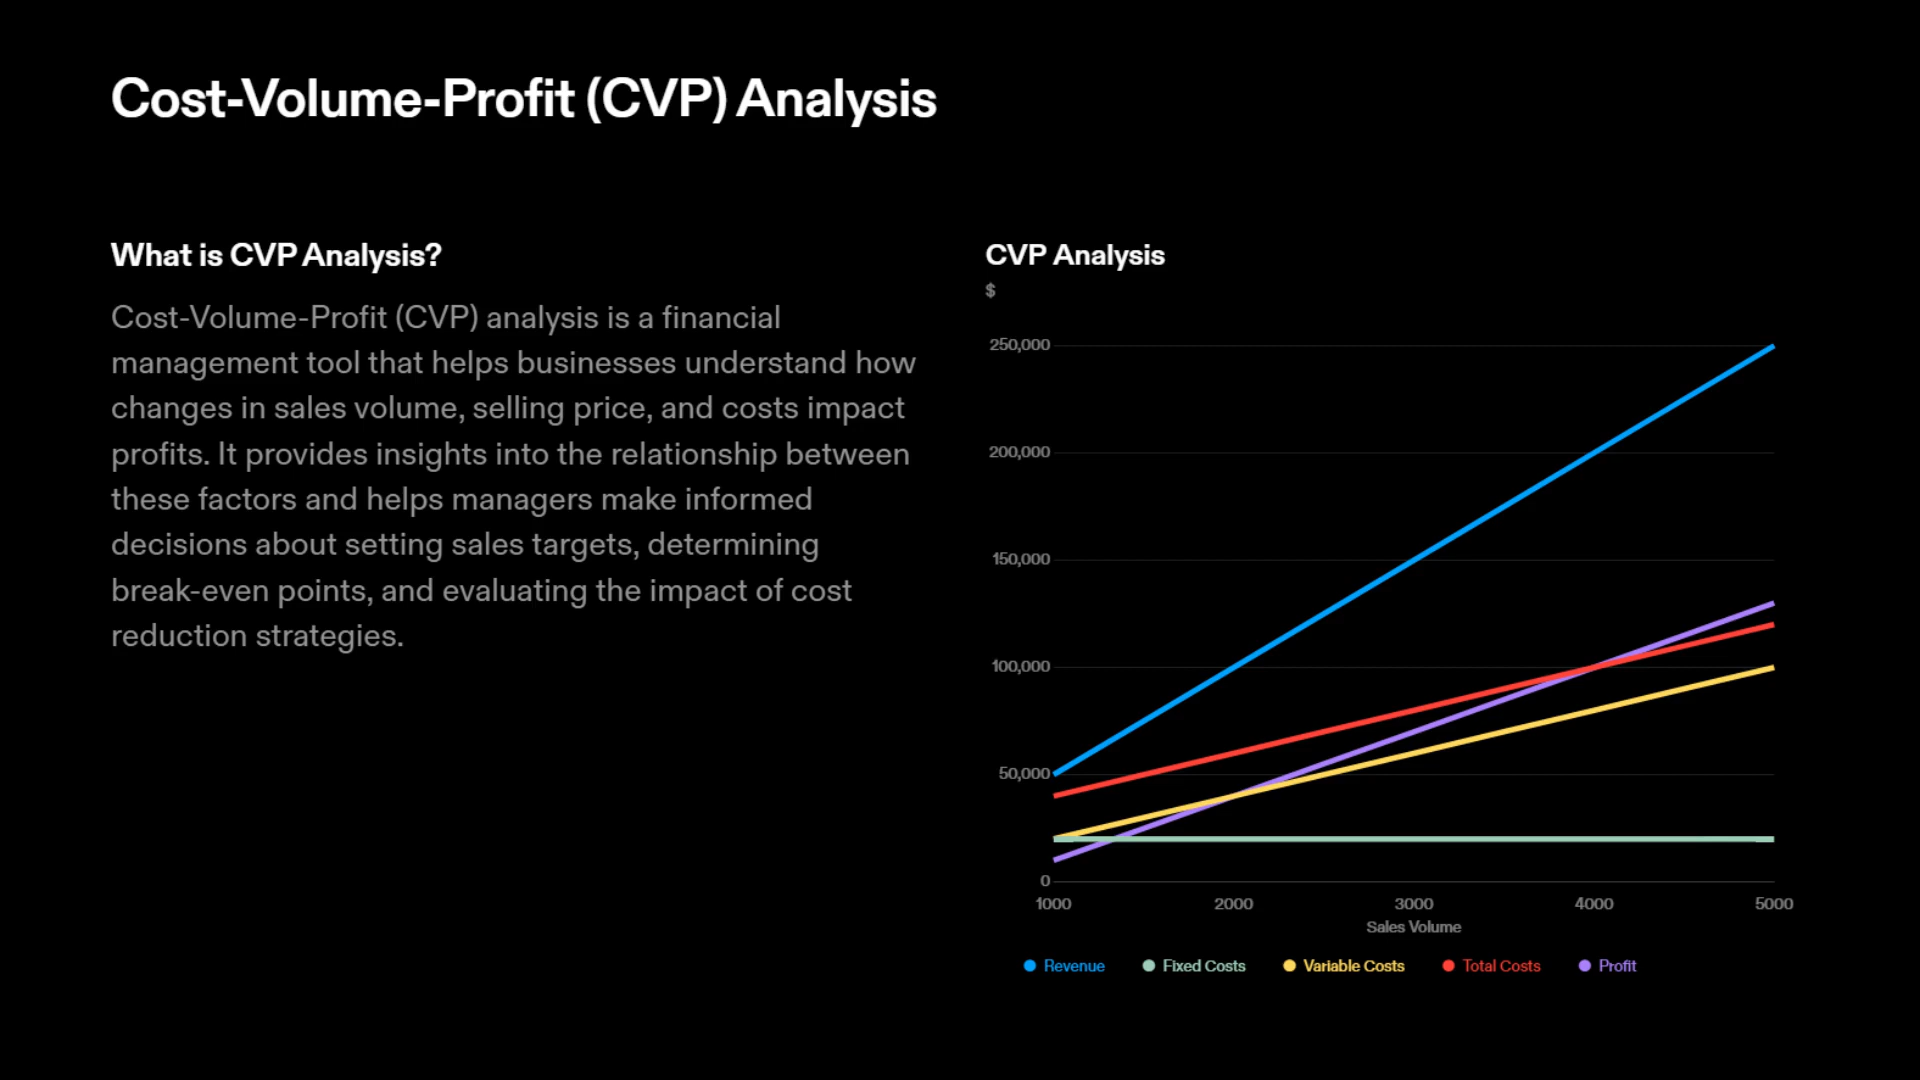 Cost-Volume-Profit (CVP) Analysis
What is CVP Analysis?
Cost-Volume-Profit (CVP) analysis is a financial
management tool that helps businesses understand how
changes in sales volume, selling price, and costs impact
profits. It provides insights into the relationship between
these factors and helps managers make informed
decisions about setting sales targets, determining
break-even points, and evaluating the impact of cost
reduction strategies.
CVP Analysis
$
250,000
200,000
150,000
100,000
50,000
0
1000 2000 3000 4000 5000
Sales Volume
Revenue Fixed Costs Variable Costs Total Costs Profit